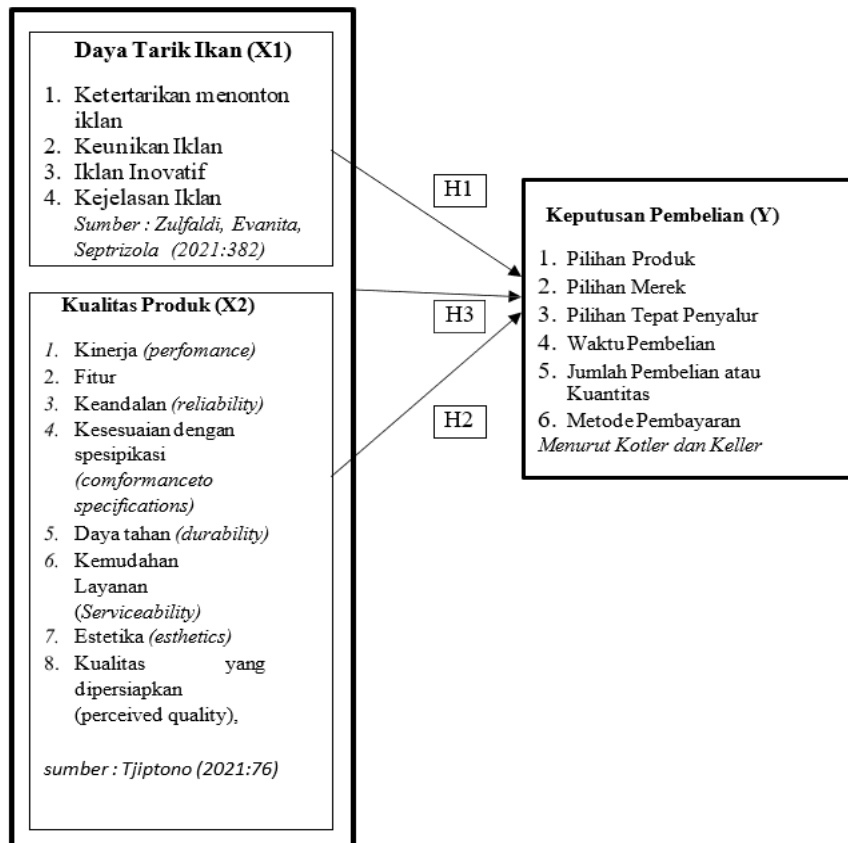 Daya Tarik Ikan (X1)
1. Ketertarikan menonton
iklan
2. Keunikan Iklan
3. Iklan Inovatif
4. Kejelasan Iklan
Sumber : Zulfaldi, Evanita,
Septrizola (2021:382)
Kualitas Produk (X2)
1. Kinerja (perfomance)
2. Fitur
3. Keandalan (reliability)
4. Kesesuaian dengan
spesipikasi
(comformanceto
specifications)
5. Daya tahan (durability)
6. Kemudahan
Layanan
(Serviceability)
7. Estetika (esthetics)
8. Kualitas yang
dipersiapkan
(perceived quality),
sumber : Tjiptono (2021:76)
H1
H3
H2
Keputusan Pembelian (Y)
1. Pilihan Produk
2. Pilihan Merek
3. Pilihan Tepat Penyalur
4. Waktu Pembelian
5. Jumlah Pembelian atau
Kuantitas
6. Metode Pembayaran
Menurut Kotler dan Keller